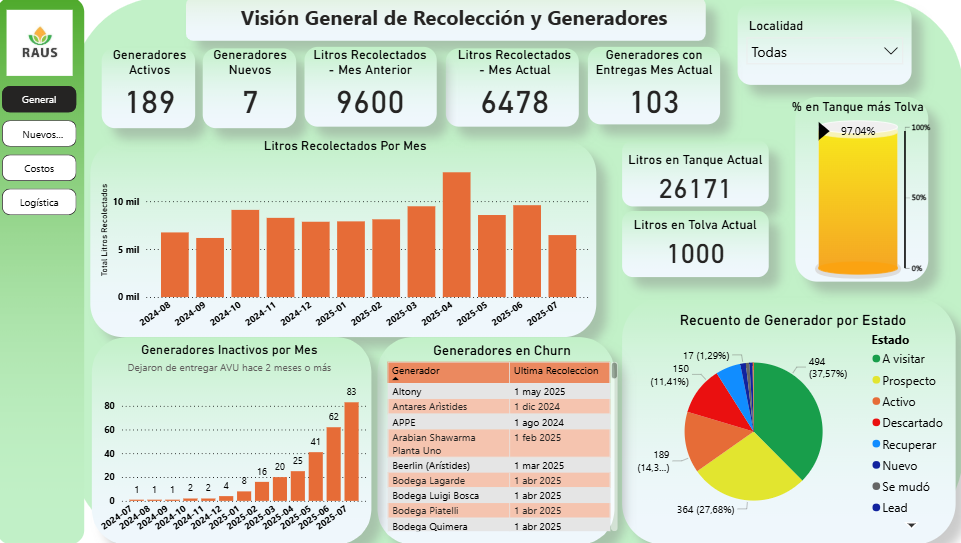 RAUS
General
Nuevos...
Costos
Logística
Visión General de Recolección y Generadores
Localidad
Todas
Generadores
Activos
189
Generadores
Nuevos
7
Litros Recolectados
- Mes Anterior
9600
Litros Recolectados
- Mes Actual
6478
Generadores con
Entregas Mes Actual
103
% en Tanque más Tolva
97.04%
100%
50%
0%
Litros Recolectados Por Mes
Total Litros Recolectados
10 mil
5 mil
0 mil
2024-08
2024-09
2024-10
2024-11
2024-12
2025-01
2025-02
2025-03
2025-04
2025-05
2025-06
2025-07
Litros en Tanque Actual
26171
Litros en Tolva Actual
1000
Generadores Inactivos por Mes
Dejaron de entregar AVU hace 2 meses o más
80
60
40
20
0
1
1
1
2
2
4
8
16
20
25
41
62
83
2024-07
2024-08
2024-09
2024-10
2024-11
2024-12
2025-01
2025-02
2025-03
2025-04
2025-05
2025-06
2025-07
Generadores en Churn
Generador Ultima Recoleccion
Altony 1 may 2025
Antares Aristides 1 dic 2024
APPE 1 ago 2024
Arabian Shawarma
Planta Uno 1 feb 2025
Beerlin (Arístides) 1 mar 2025
Bodega Lagarde 1 abr 2025
Bodega Luigi Bosca 1 abr 2025
Bodega Piatelli 1 abr 2025
Bodega Quimera 1 abr 2025
Recuento de Generador por Estado
17 (1,29%)
150
(11,41%)
189
(14,3...)
364 (27,68%)
494
(37,57%)
Estado
A visitar
Prospecto
Activo
Descartado
Recuperar
Nuevo
Se mudó
Lead